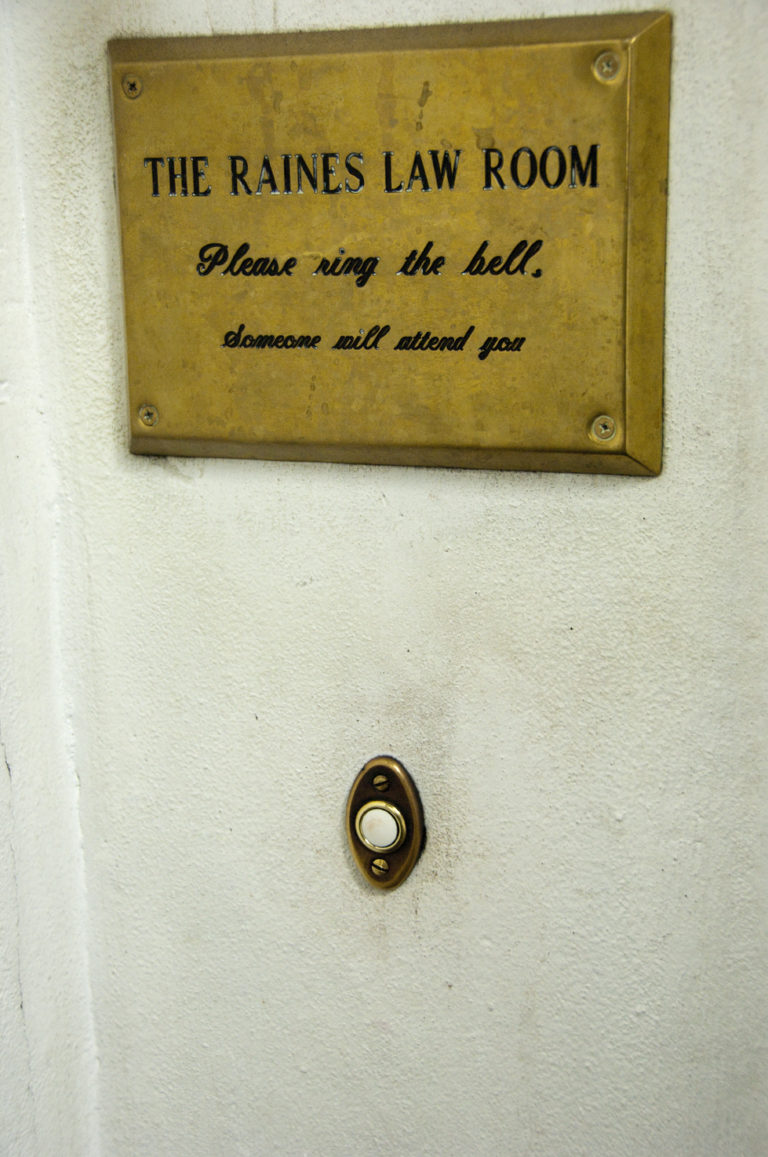 THE RAINES LAW ROOM
Please ring the bell.
Someone will attend you